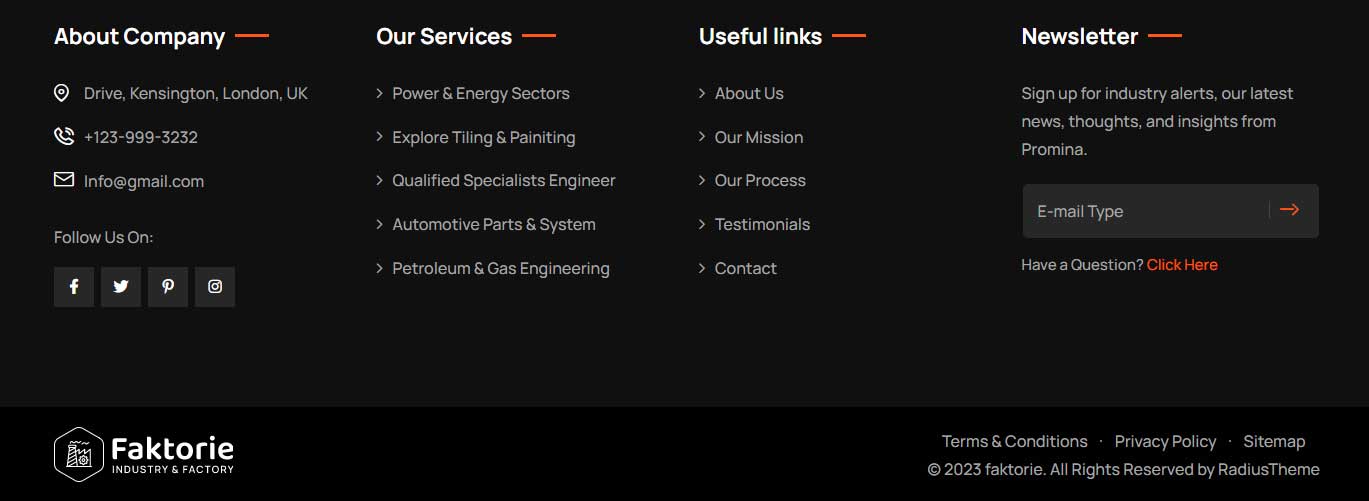 About Company
Drive, Kensington, London, UK
+123-999-3232
Info@gmail.com
Follow Us On:
Our Services
Power & Energy Sectors
Explore Tiling & Painiting
Qualified Specialists Engineer
Automotive Parts & System
Petroleum & Gas Engineering
Useful links
About Us
Our Mission
Our Process
Testimonials
Contact
Newsletter
Sign up for industry alerts, our latest
news, thoughts, and insights from
Promina.
E-mail Type
Have a Question? Click Here
Faktorie
INDUSTRY & FACTORY
Terms & Conditions · Privacy Policy · Sitemap
© 2023 faktorie. All Rights Reserved by RadiusTheme